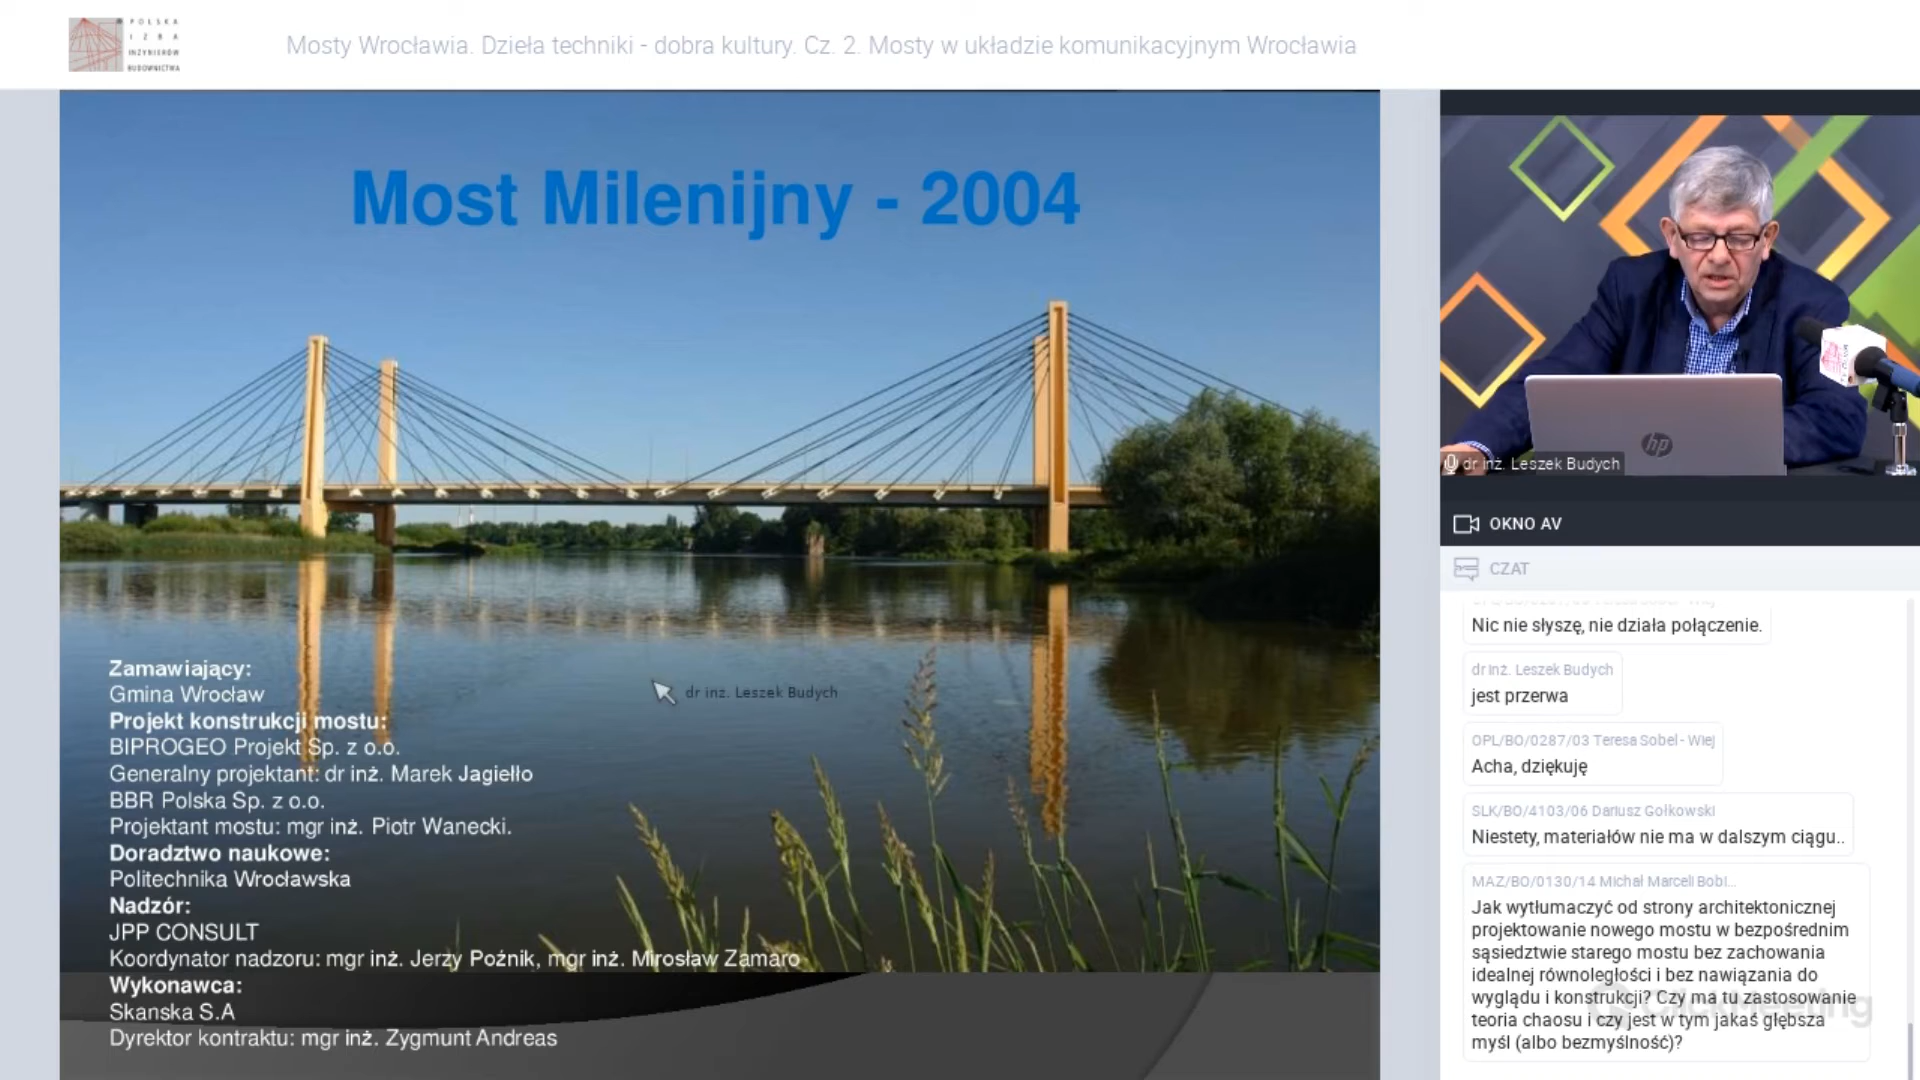 POLSKA
IZBA
INŻYNIERÓW
BUDOWNICTWA
Mosty Wrocławia. Dzieła techniki - dobra kultury. Cz. 2. Mosty w układzie komunikacyjnym Wrocławia
Most Milenijny - 2004
Zamawiający:
Gmina Wrocław
Projekt konstrukcji mostu:
BIPROGEO Projekt Sp. z o.o.
Generalny projektant: dr inż. Marek Jagiełło
BBR Polska Sp. z o.o.
Projektant mostu: mgr inż. Piotr Wanecki.
Doradztwo naukowe:
Politechnika Wrocławska
Nadzór:
JPP CONSULT
Koordynator nadzoru: mgr inż. Jerzy Poźnik, mgr inż. Mirosław Zamaro
Wykonawca:
Skanska S.A
Dyrektor kontraktu: mgr inż. Zygmunt Andreas
dr inż. Leszek Budych
hp
dr inż. Leszek Budych
OKNO AV
CZAT
Nic nie słyszę, nie działa połączenie.
dr inż. Leszek Budych
jest przerwa
OPL/BO/0287/03 Teresa Sobel - Wiej
Acha, dziękuję
SLK/BO/4103/06 Dariusz Gołkowski
Niestety, materiałów nie ma w dalszym ciągu..
MAZ/BO/0130/14 Michał Marceli Bobi...
Jak wytłumaczyć od strony architektonicznej
projektowanie nowego mostu w bezpośrednim
sąsiedztwie starego mostu bez zachowania
idealnej równoległości i bez nawiązania do
wyglądu i konstrukcji? Czy ma tu zastosowanie
teoria chaosu i czy jest w tym jakaś głębsza
myśl (albo bezmyślność)?
ClickMeeting